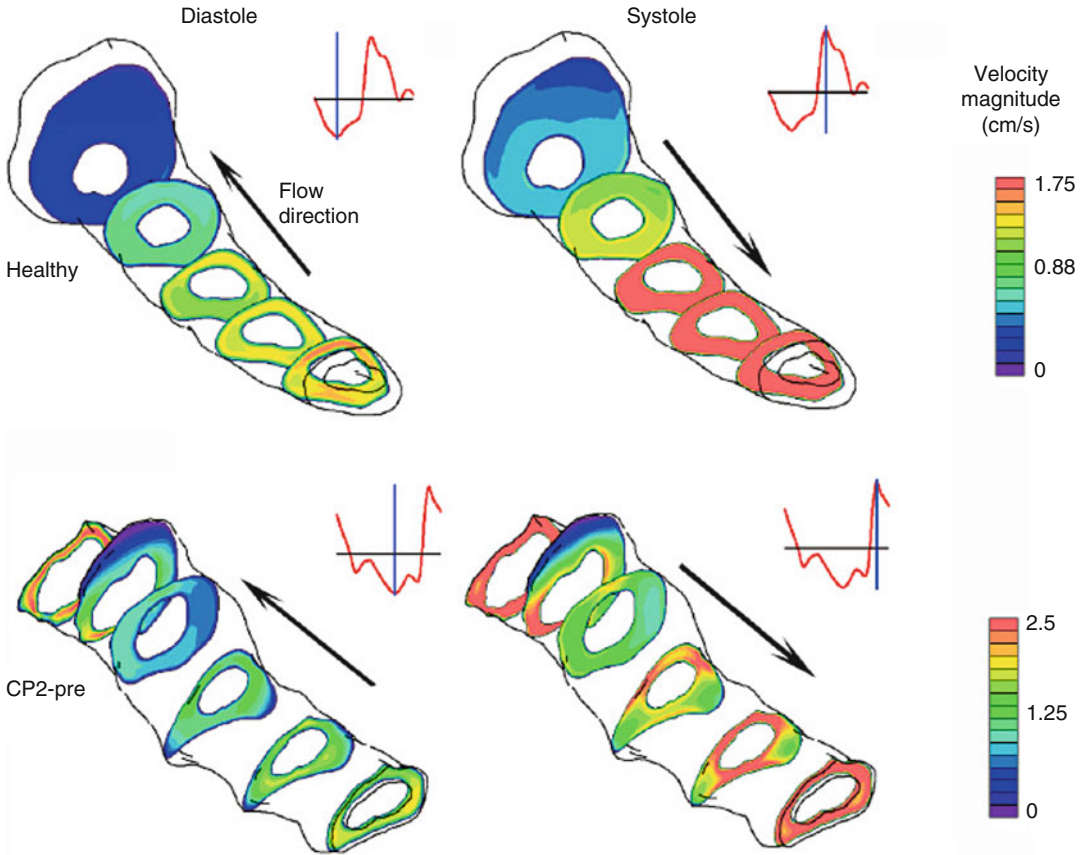 Diastole
Systole
Velocity
magnitude
(cm/s)
Flow
direction
Healthy
1.75
0.88
0
CP2-pre
2.5
1.25
0